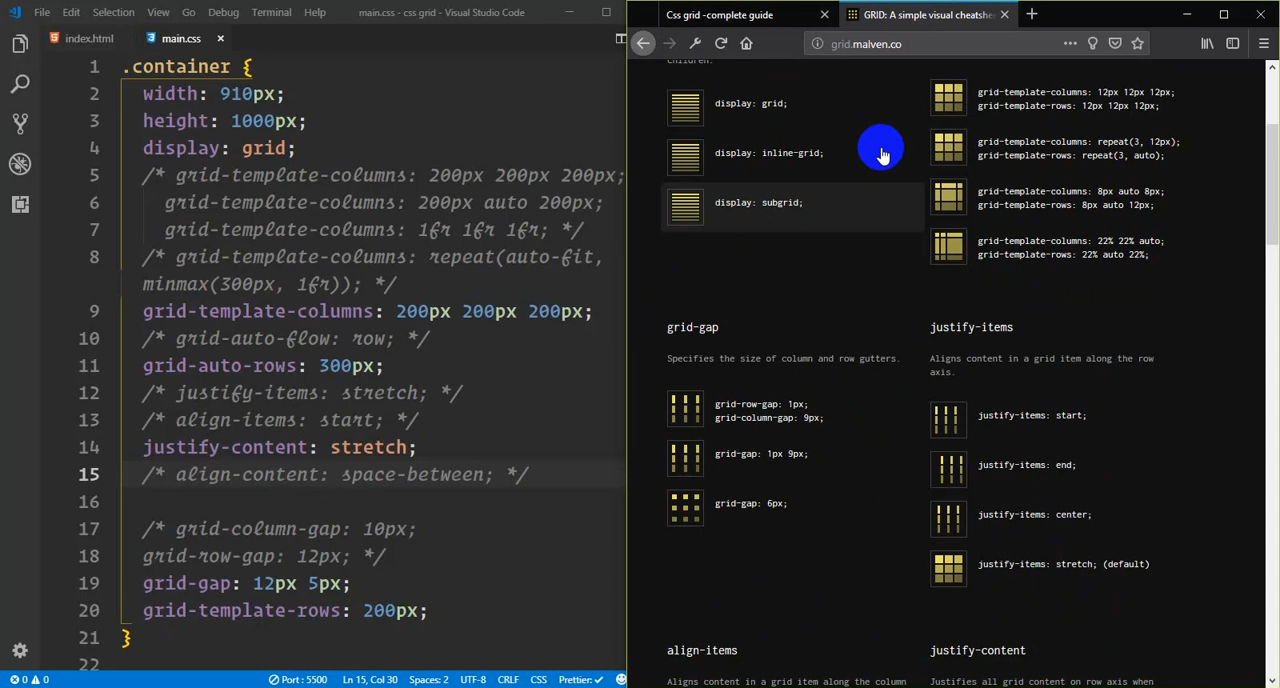 File Edit Selection View Go Debug Terminal Help main.css - css grid - Visual Studio Code
index.html main.css
1 .container {
2 width: 910px;
3 height: 1000px;
4 display: grid;
5 /* grid-template-columns: 200px 200px 200px;
6 grid-template-columns: 200px auto 200px;
7 grid-template-columns: 1fr 1fr 1fr; */
8 /* grid-template-columns: repeat(auto-fit,
minmax(300px, 1fr)); */
9 grid-template-columns: 200px 200px 200px;
10 /* grid-auto-flow: row; */
11 grid-auto-rows: 300px;
12 /* justify-items: stretch; */
13 /* align-items: start; */
14 justify-content: stretch;
15 /* align-content: space-between; */
16
17 /* grid-column-gap: 10px;
18 grid-row-gap: 12px; */
19 grid-gap: 12px 5px;
20 grid-template-rows: 200px;
21 }
22
0 0 Port : 5500 Ln 15, Col 30 Spaces: 2 UTF-8 CRLF CSS Prettier: ✓
Css grid -complete guide GRID: A simple visual cheatshe
grid.malven.co
children.
display: grid;
display: inline-grid;
display: subgrid;
grid-template-columns: 12px 12px 12px;
grid-template-rows: 12px 12px 12px;
grid-template-columns: repeat(3, 12px);
grid-template-rows: repeat(3, auto);
grid-template-columns: 8px auto 8px;
grid-template-rows: 8px auto 12px;
grid-template-columns: 22% 22% auto;
grid-template-rows: 22% auto 22%;
grid-gap
Specifies the size of column and row gutters.
grid-row-gap: 1px;
grid-column-gap: 9px;
grid-gap: 1px 9px;
grid-gap: 6px;
justify-items
Aligns content in a grid item along the row
axis.
justify-items: start;
justify-items: end;
justify-items: center;
justify-items: stretch; (default)
align-items
Aligns content in a grid item along the column
justify-content
Justifies all grid content on row axis when